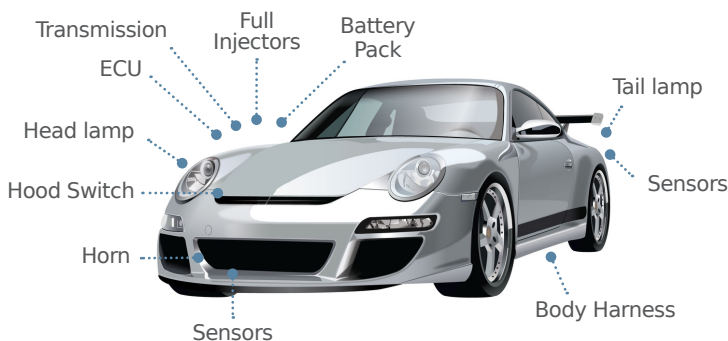 Transmission
Full
Injectors
Battery
Pack
ECU
Tail lamp
Head lamp
Hood Switch
Sensors
Horn
Body Harness
Sensors